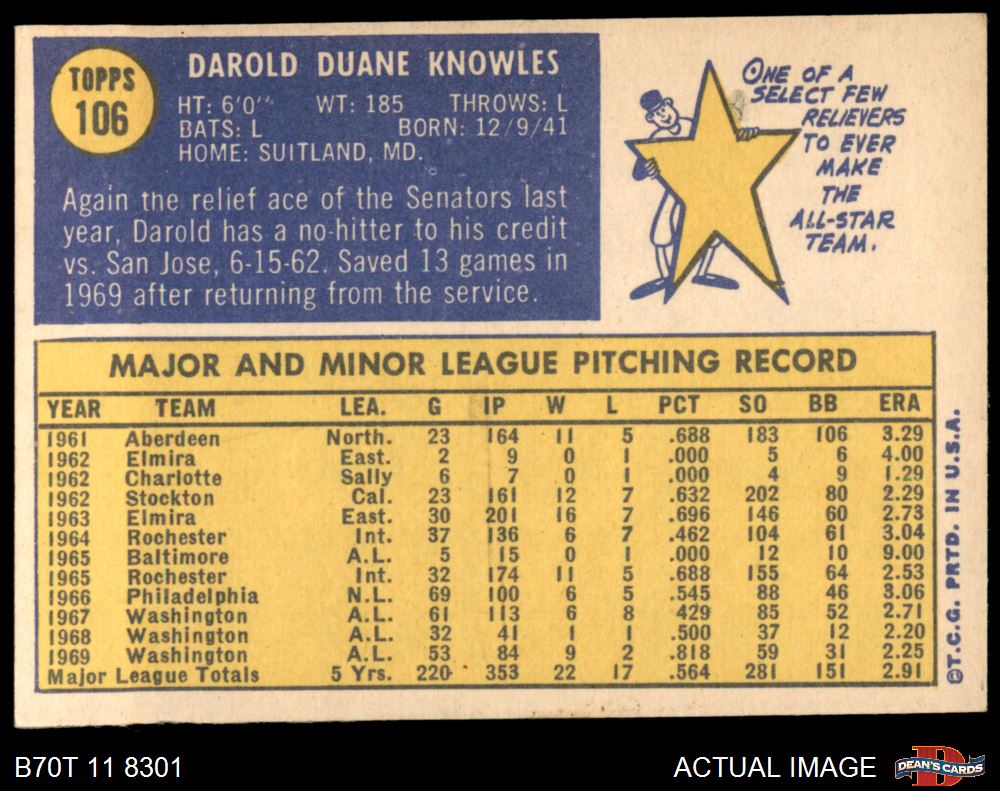 TOPPS
106
DAROLD DUANE KNOWLES
HT: 6'0" WT: 185 THROWS: L
BATS: L BORN: 12/9/41
HOME: SUITLAND, MD.
Again the relief ace of the Senators last
year, Darold has a no-hitter to his credit
vs. San Jose, 6-15-62. Saved 13 games in
1969 after returning from the service.
ONE OF A
SELECT FEW
RELIEVERS
TO EVER
MAKE
THE
ALL-STAR
TEAM.
MAJOR AND MINOR LEAGUE PITCHING RECORD
YEAR TEAM LEA. G IP W L PCT SO BB ERA
1961 Aberdeen North. 23 164 11 5 .688 183 106 3.29
1962 Elmira East. 2 9 0 1 .000 5 6 4.00
1962 Charlotte Sally 6 7 0 1 .000 4 9 1.29
1962 Stockton Cal. 23 161 12 7 .632 202 80 2.29
1963 Elmira East. 30 201 16 7 .696 146 60 2.73
1964 Rochester Int. 37 136 6 7 .462 104 61 3.04
1965 Baltimore A.L. 5 15 0 1 .000 12 10 9.00
1965 Rochester Int. 32 174 11 5 .688 155 64 2.53
1966 Philadelphia N.L. 69 100 6 5 .545 88 46 3.06
1967 Washington A.L. 61 113 6 8 429 85 52 2.71
1968 Washington A.L. 32 41 1 1 .500 37 12 2.20
1969 Washington A.L. 53 84 9 2 .818 59 31 2.25
Major League Totals 5 Yrs. 220 353 22 17 .564 281 151 2.91
©T.C.G. PRTD. IN U.S.A.
B70T 11 8301
ACTUAL IMAGE
D
DEAN'S CARDS